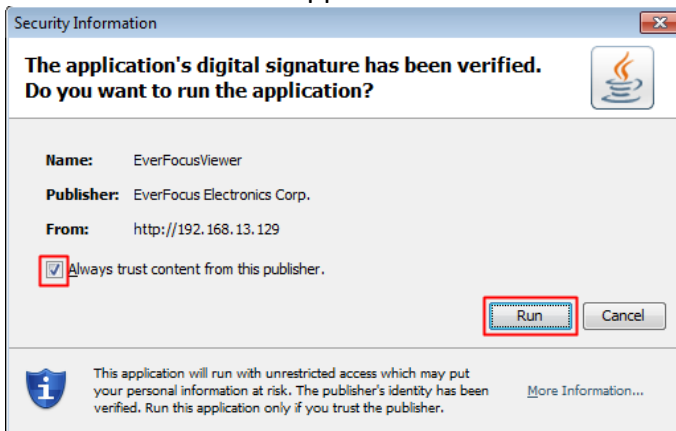 Security Information
The application's digital signature has been verified.
Do you want to run the application?
Name: EverFocusViewer
Publisher: EverFocus Electronics Corp.
From: http://192.168.13.129
Always trust content from this publisher.
Run Cancel
This application will run with unrestricted access which may put
your personal information at risk. The publisher's identity has been
verified. Run this application only if you trust the publisher.
More Information...